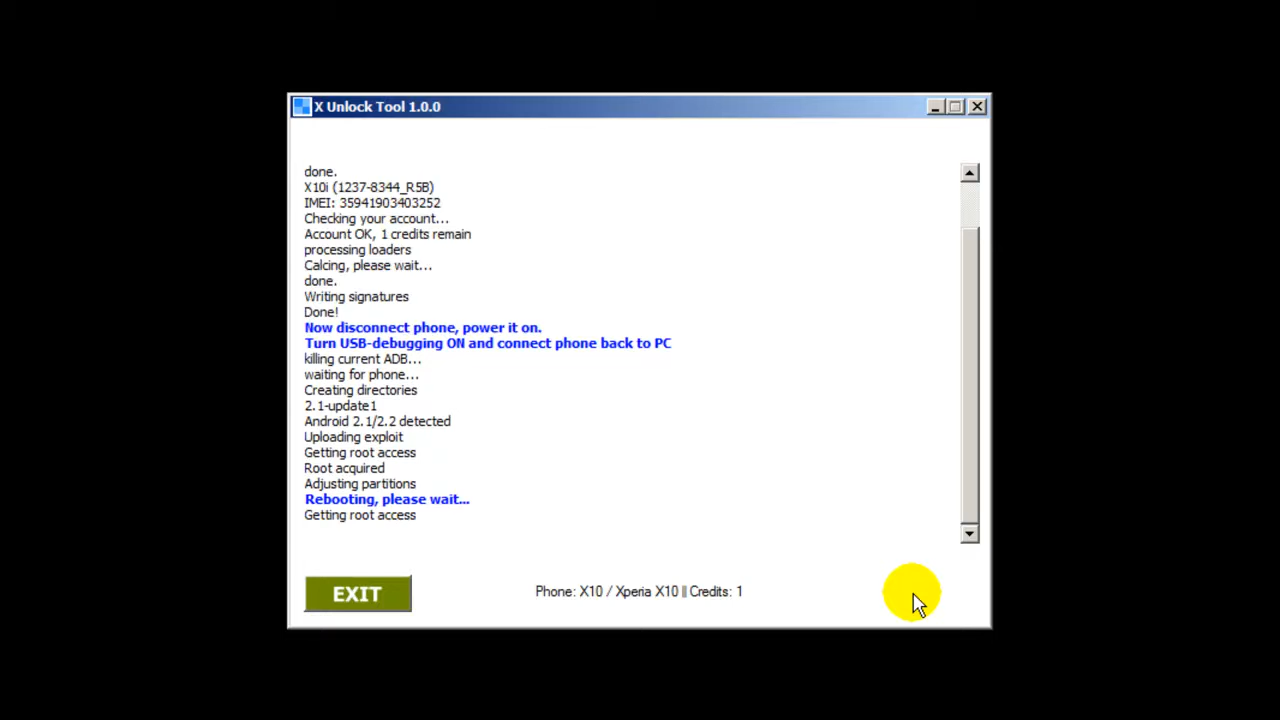 X Unlock Tool 1.0.0
done.
X10i (1237-8344_R5B)
IMEI: 35941903403252
Checking your account...
Account OK, 1 credits remain
processing loaders
Calcing, please wait...
done.
Writing signatures
Done!
Now disconnect phone, power it on.
Turn USB-debugging ON and connect phone back to PC
killing current ADB...
waiting for phone...
Creating directories
2.1-update1
Android 2.1/2.2 detected
Uploading exploit
Getting root access
Root acquired
Adjusting partitions
Rebooting, please wait...
Getting root access
EXIT
Phone: X10 / Xperia X10 || Credits: 1